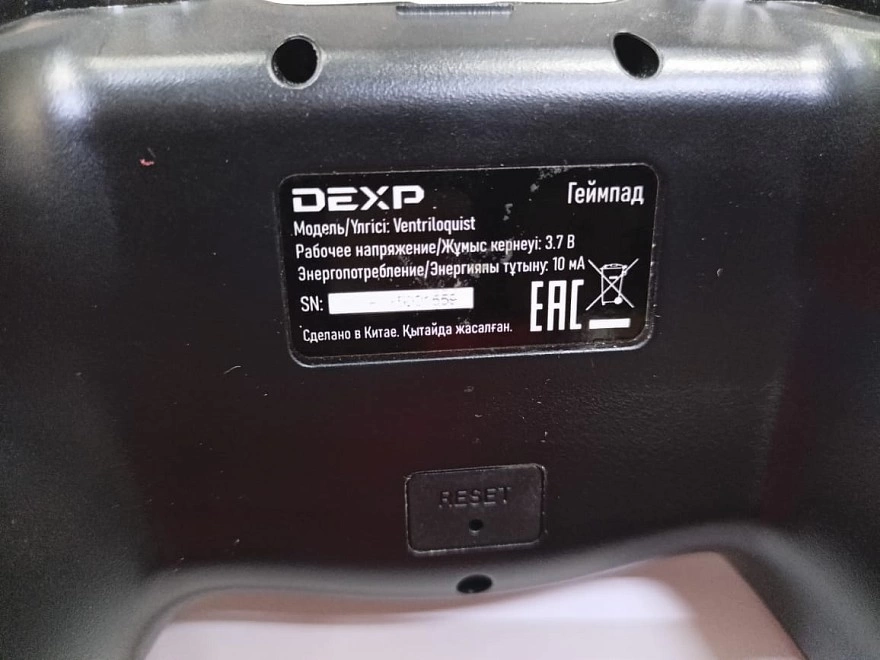 DEXP
Геймпад
Модель/Үлгісі: Ventriloquist
Рабочее напряжение/Жұмыс кернеуі: 3.7 В
Энергопотребление/Энергияны тұтыну: 10 мА
SN:
EAC
Сделано в Китае. Қытайда жасалған.
RESET